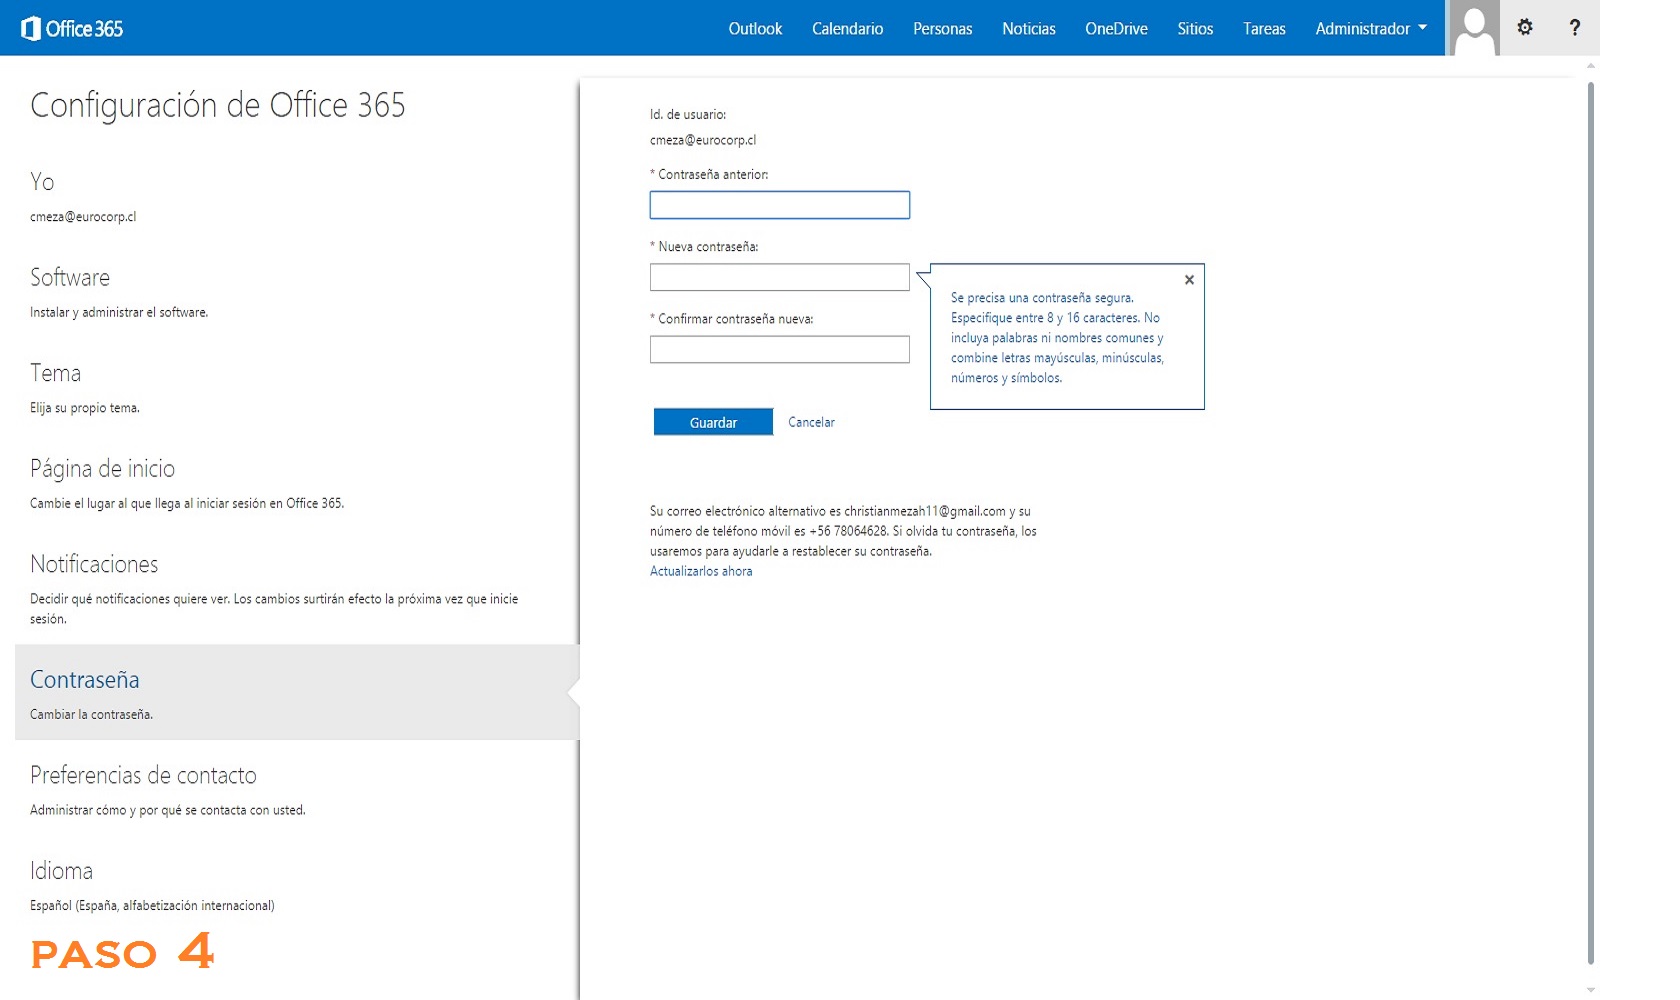 Office 365
Outlook Calendario Personas Noticias OneDrive Sitios Tareas Administrador ?
Configuración de Office 365
Yo
cmeza@eurocorp.cl
Software
Instalar y administrar el software.
Tema
Elija su propio tema.
Página de inicio
Cambie el lugar al que llega al iniciar sesión en Office 365.
Notificaciones
Decidir qué notificaciones quiere ver. Los cambios surtirán efecto la próxima vez que inicie
sesión.
Contraseña
Cambiar la contraseña.
Preferencias de contacto
Administrar cómo y por qué se contacta con usted.
Idioma
Español (España, alfabetización internacional)
PASO 4
Id. de usuario:
cmeza@eurocorp.cl
* Contraseña anterior:
* Nueva contraseña:
* Confirmar contraseña nueva:
Se precisa una contraseña segura.
Especifique entre 8 y 16 caracteres. No
incluya palabras ni nombres comunes y
combine letras mayúsculas, minúsculas,
números y símbolos.
Guardar Cancelar
Su correo electrónico alternativo es christianmezah11@gmail.com y su
número de teléfono móvil es +56 78064628. Si olvida tu contraseña, los
usaremos para ayudarle a restablecer su contraseña.
Actualizarlos ahora